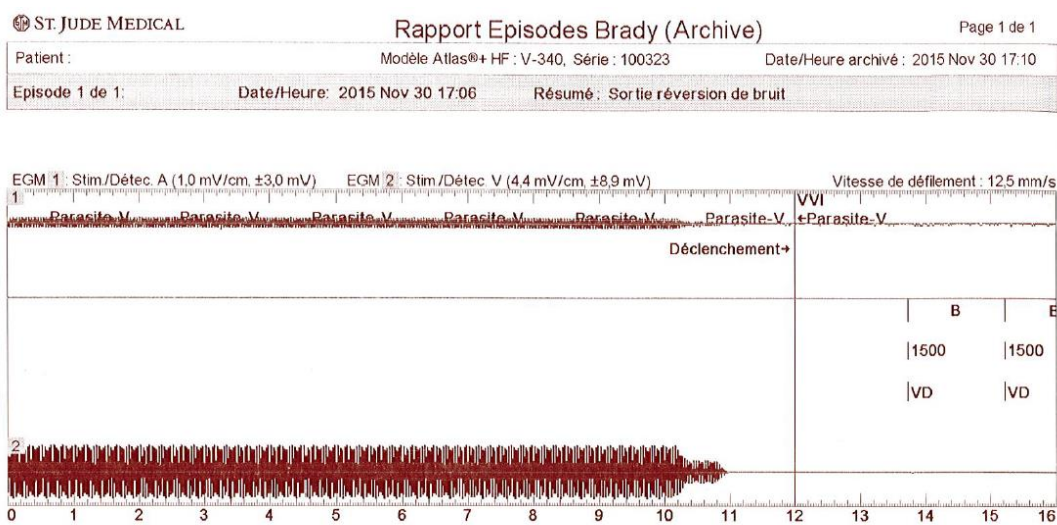 ST. JUDE MEDICAL Rapport Episodes Brady (Archive) Page 1 de 1
Patient : Modèle Atlas®+ HF : V-340, Série : 100323 Date/Heure archivé : 2015 Nov 30 17:10
Episode 1 de 1: Date/Heure: 2015 Nov 30 17:06 Résumé : Sortie réversion de bruit
EGM 1 : Stim./Détec. A (1,0 mV/cm, ±3,0 mV) EGM 2 : Stim./Détec. V (4,4 mV/cm, ±8,9 mV) Vitesse de défilement : 12,5 mm/s
1 VVI
Parasite-V Parasite-V Parasite-V Parasite-V Parasite-V Parasite-V ←Parasite-V
Déclenchement→
B
1500 1500
VD VD
2
0 1 2 3 4 5 6 7 8 9 10 11 12 13 14 15 16